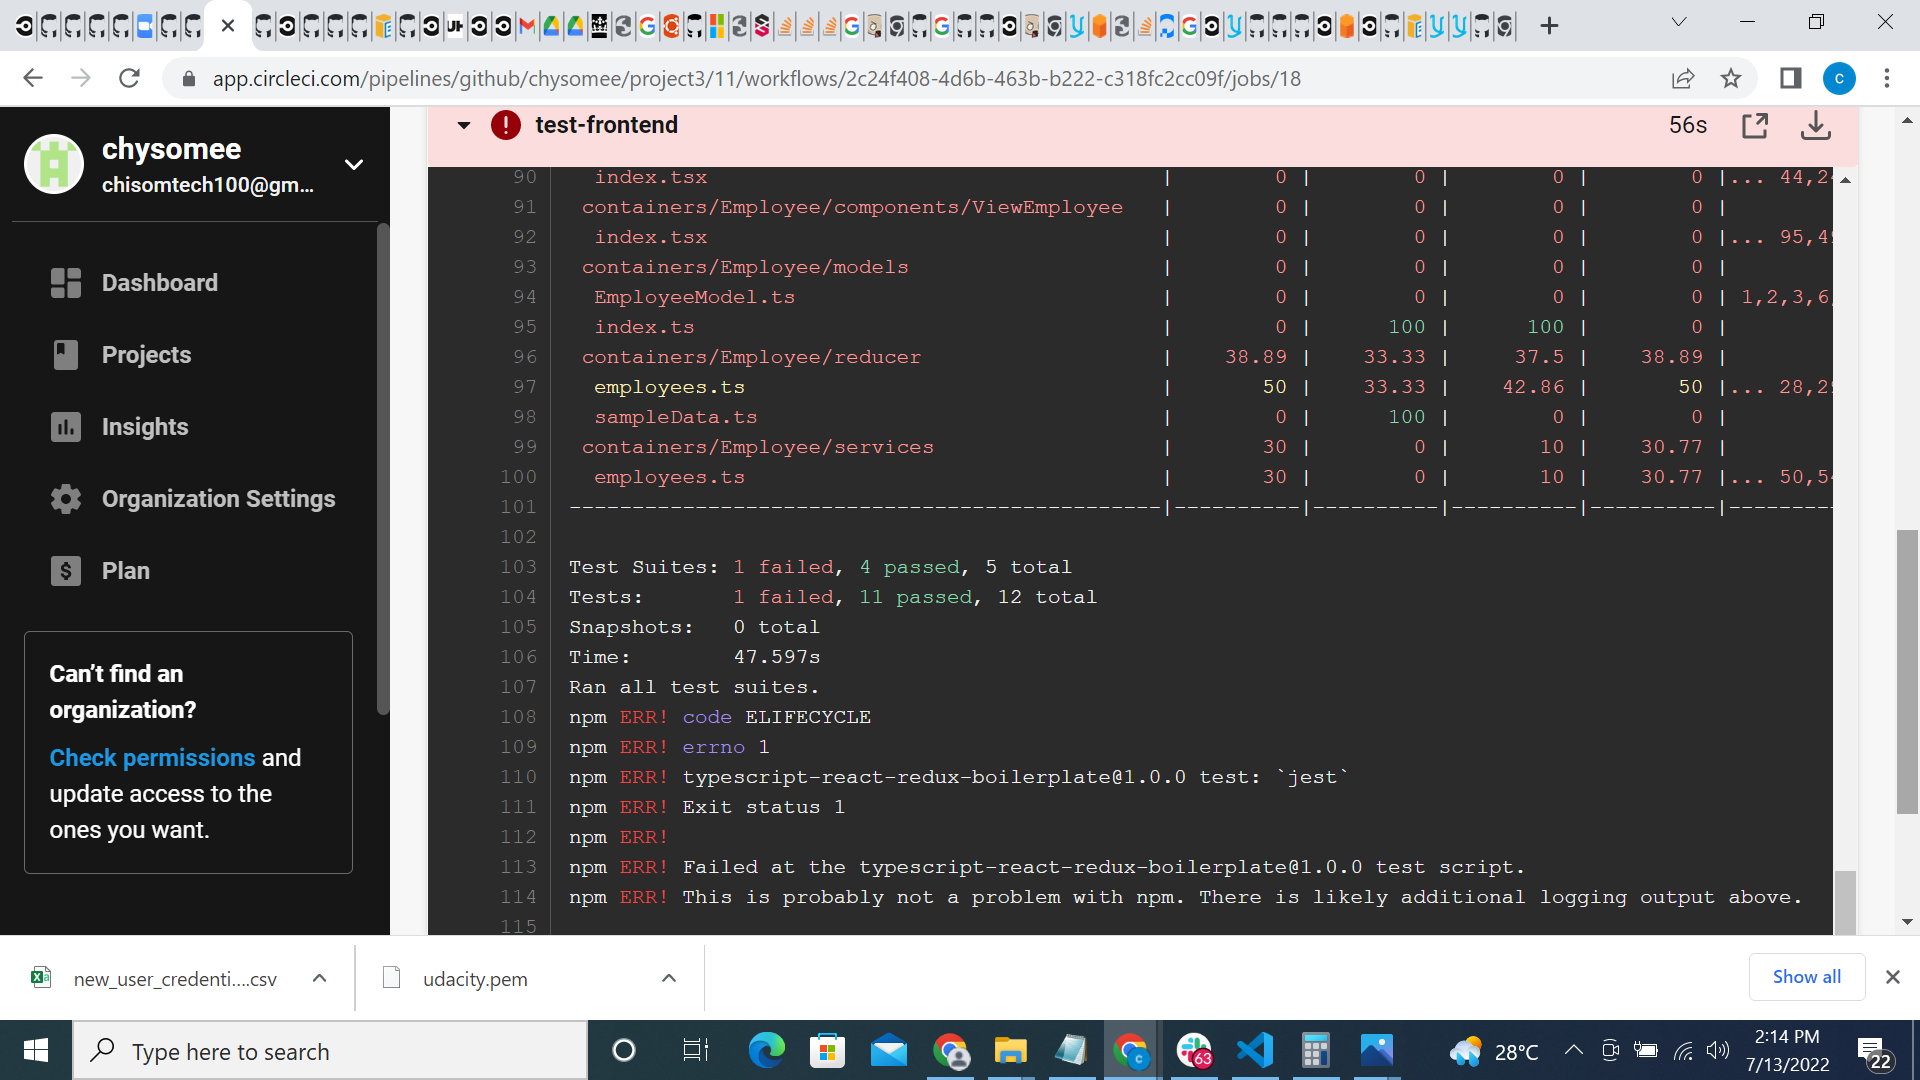 app.circleci.com/pipelines/github/chysomee/project3/11/workflows/2c24f408-4d6b-463b-b222-c318fc2cc09f/jobs/18
c
chysomee
chisomtech100@gm...
Dashboard
Projects
Insights
Organization Settings
Plan
Can't find an
organization?
Check permissions and
update access to the
ones you want.
test-frontend
56s
90 index.tsx | 0 | 0 | 0 | 0 |... 44,24
91 containers/Employee/components/ViewEmployee | 0 | 0 | 0 | 0 |
92 index.tsx | 0 | 0 | 0 | 0 |... 95,49
93 containers/Employee/models | 0 | 0 | 0 | 0 |
94 EmployeeModel.ts | 0 | 0 | 0 | 0 | 1,2,3,6,
95 index.ts | 0 | 100 | 100 | 0 |
96 containers/Employee/reducer | 38.89 | 33.33 | 37.5 | 38.89 |
97 employees.ts | 50 | 33.33 | 42.86 | 50 |... 28,29
98 sampleData.ts | 0 | 100 | 0 | 0 |
99 containers/Employee/services | 30 | 0 | 10 | 30.77 |
100 employees.ts | 30 | 0 | 10 | 30.77 |... 50,54
101 -----------------------------------------------|----------|----------|----------|----------|---------
102
103 Test Suites: 1 failed, 4 passed, 5 total
104 Tests: 1 failed, 11 passed, 12 total
105 Snapshots: 0 total
106 Time: 47.597s
107 Ran all test suites.
108 npm ERR! code ELIFECYCLE
109 npm ERR! errno 1
110 npm ERR! typescript-react-redux-boilerplate@1.0.0 test: `jest`
111 npm ERR! Exit status 1
112 npm ERR!
113 npm ERR! Failed at the typescript-react-redux-boilerplate@1.0.0 test script.
114 npm ERR! This is probably not a problem with npm. There is likely additional logging output above.
115
new_user_credenti....csv
udacity.pem
Show all
Type here to search
63
28°C
2:14 PM
7/13/2022
22